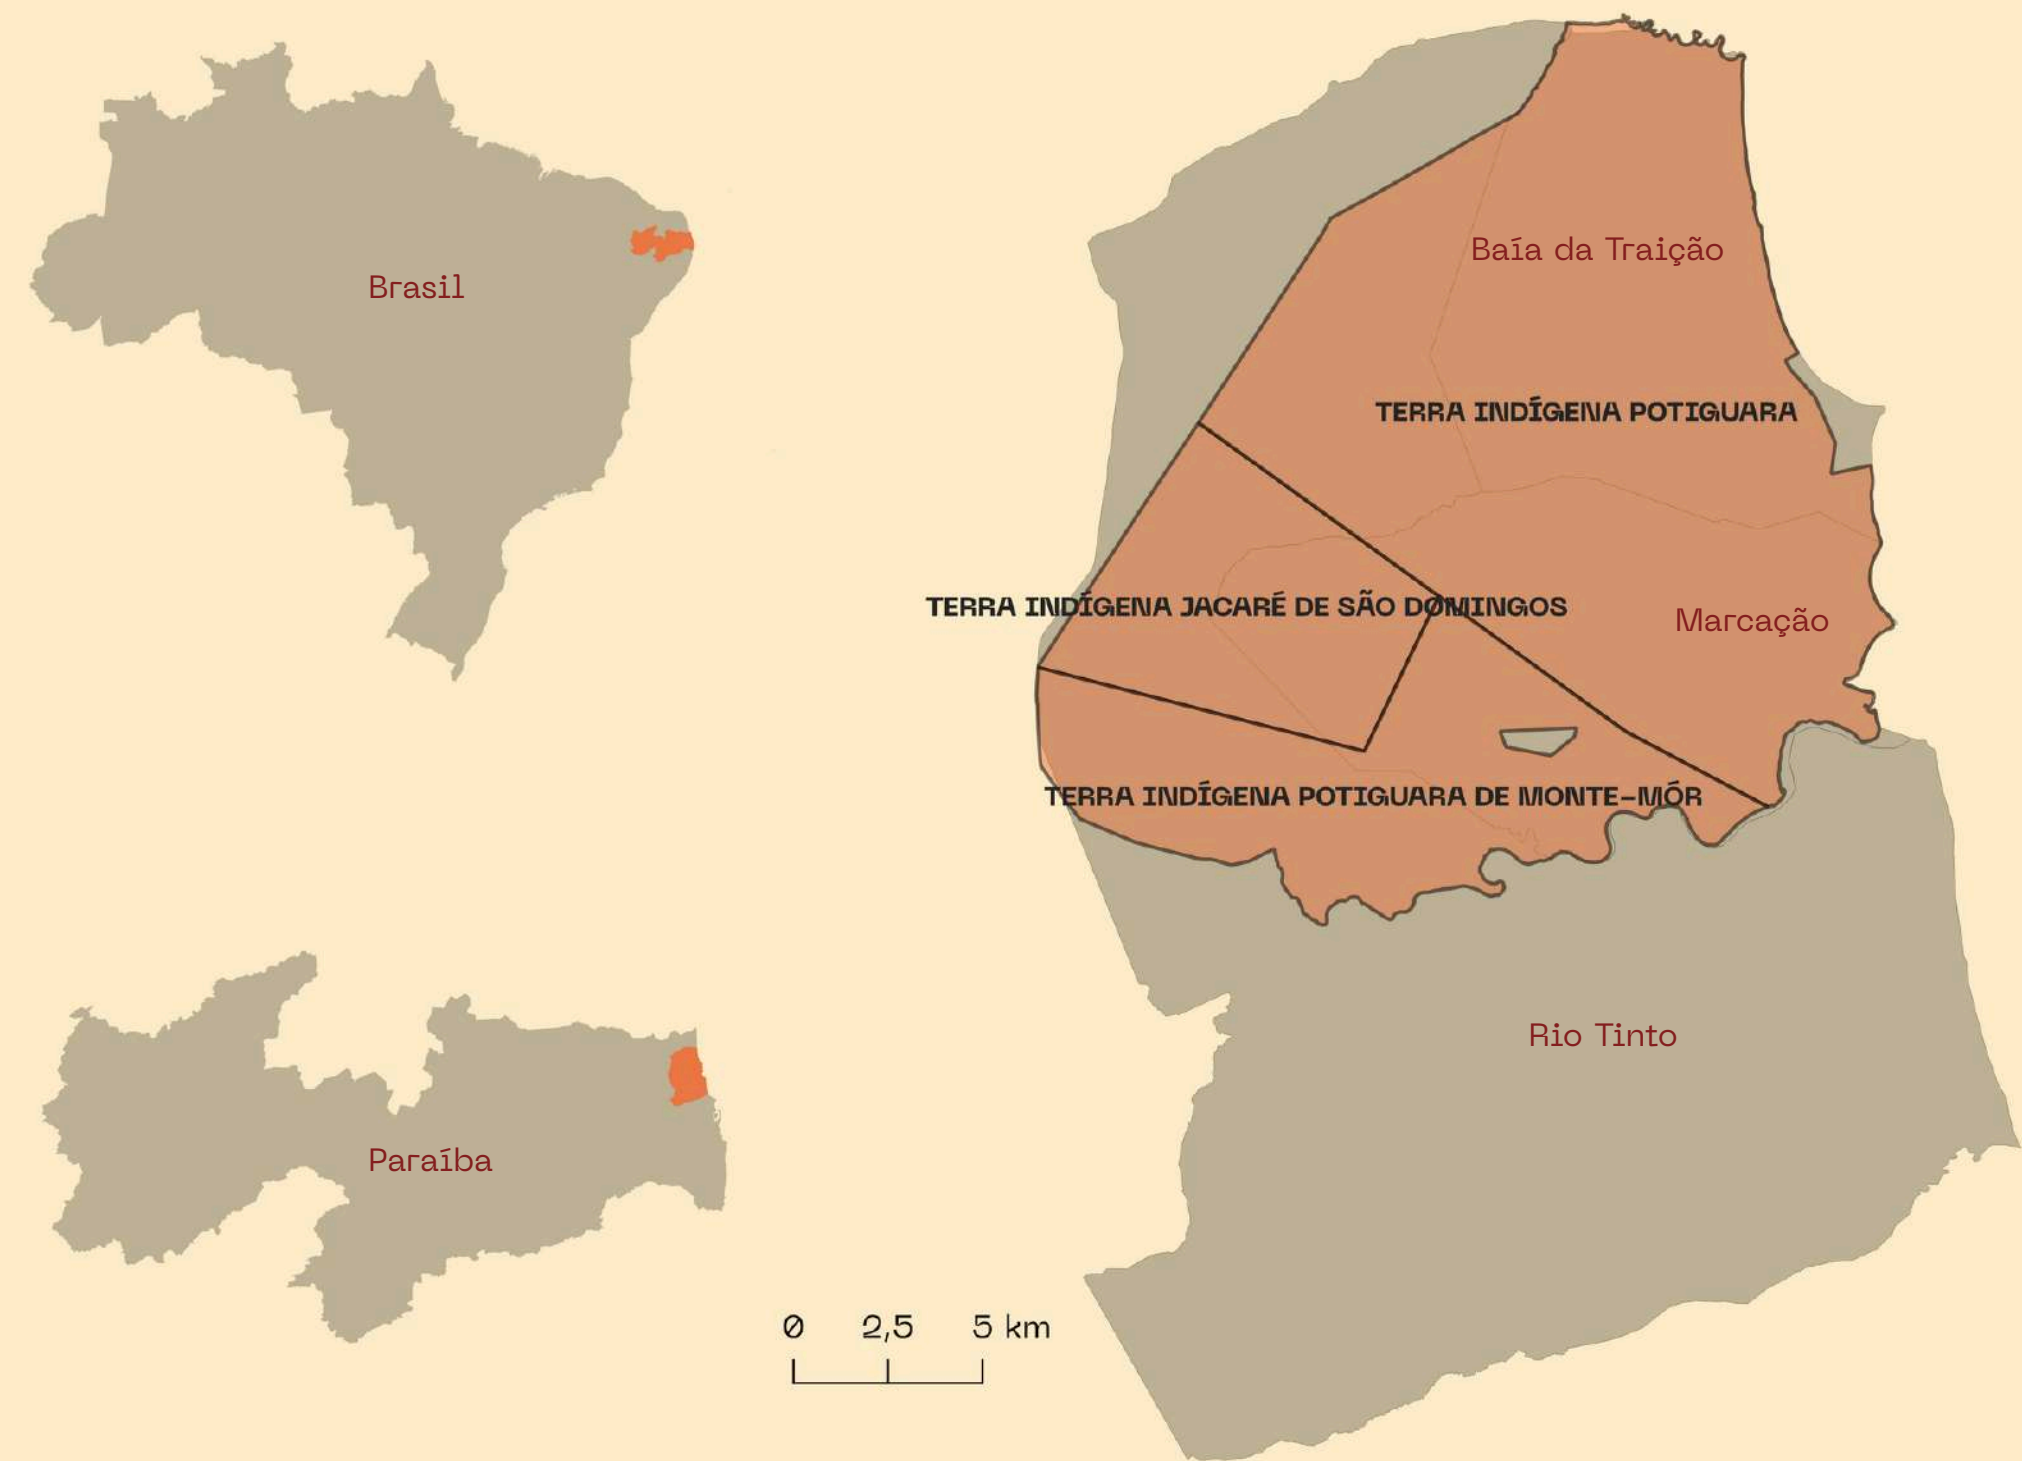 Brasil
Baía da Traição
TERRA INDÍGENA POTIGUARA
TERRA INDÍGENA JACARÉ DE SÃO DOMINGOS
Marcação
TERRA INDÍGENA POTIGUARA DE MONTE-MÓR
Rio Tinto
Paraíba
0 2,5 5 km